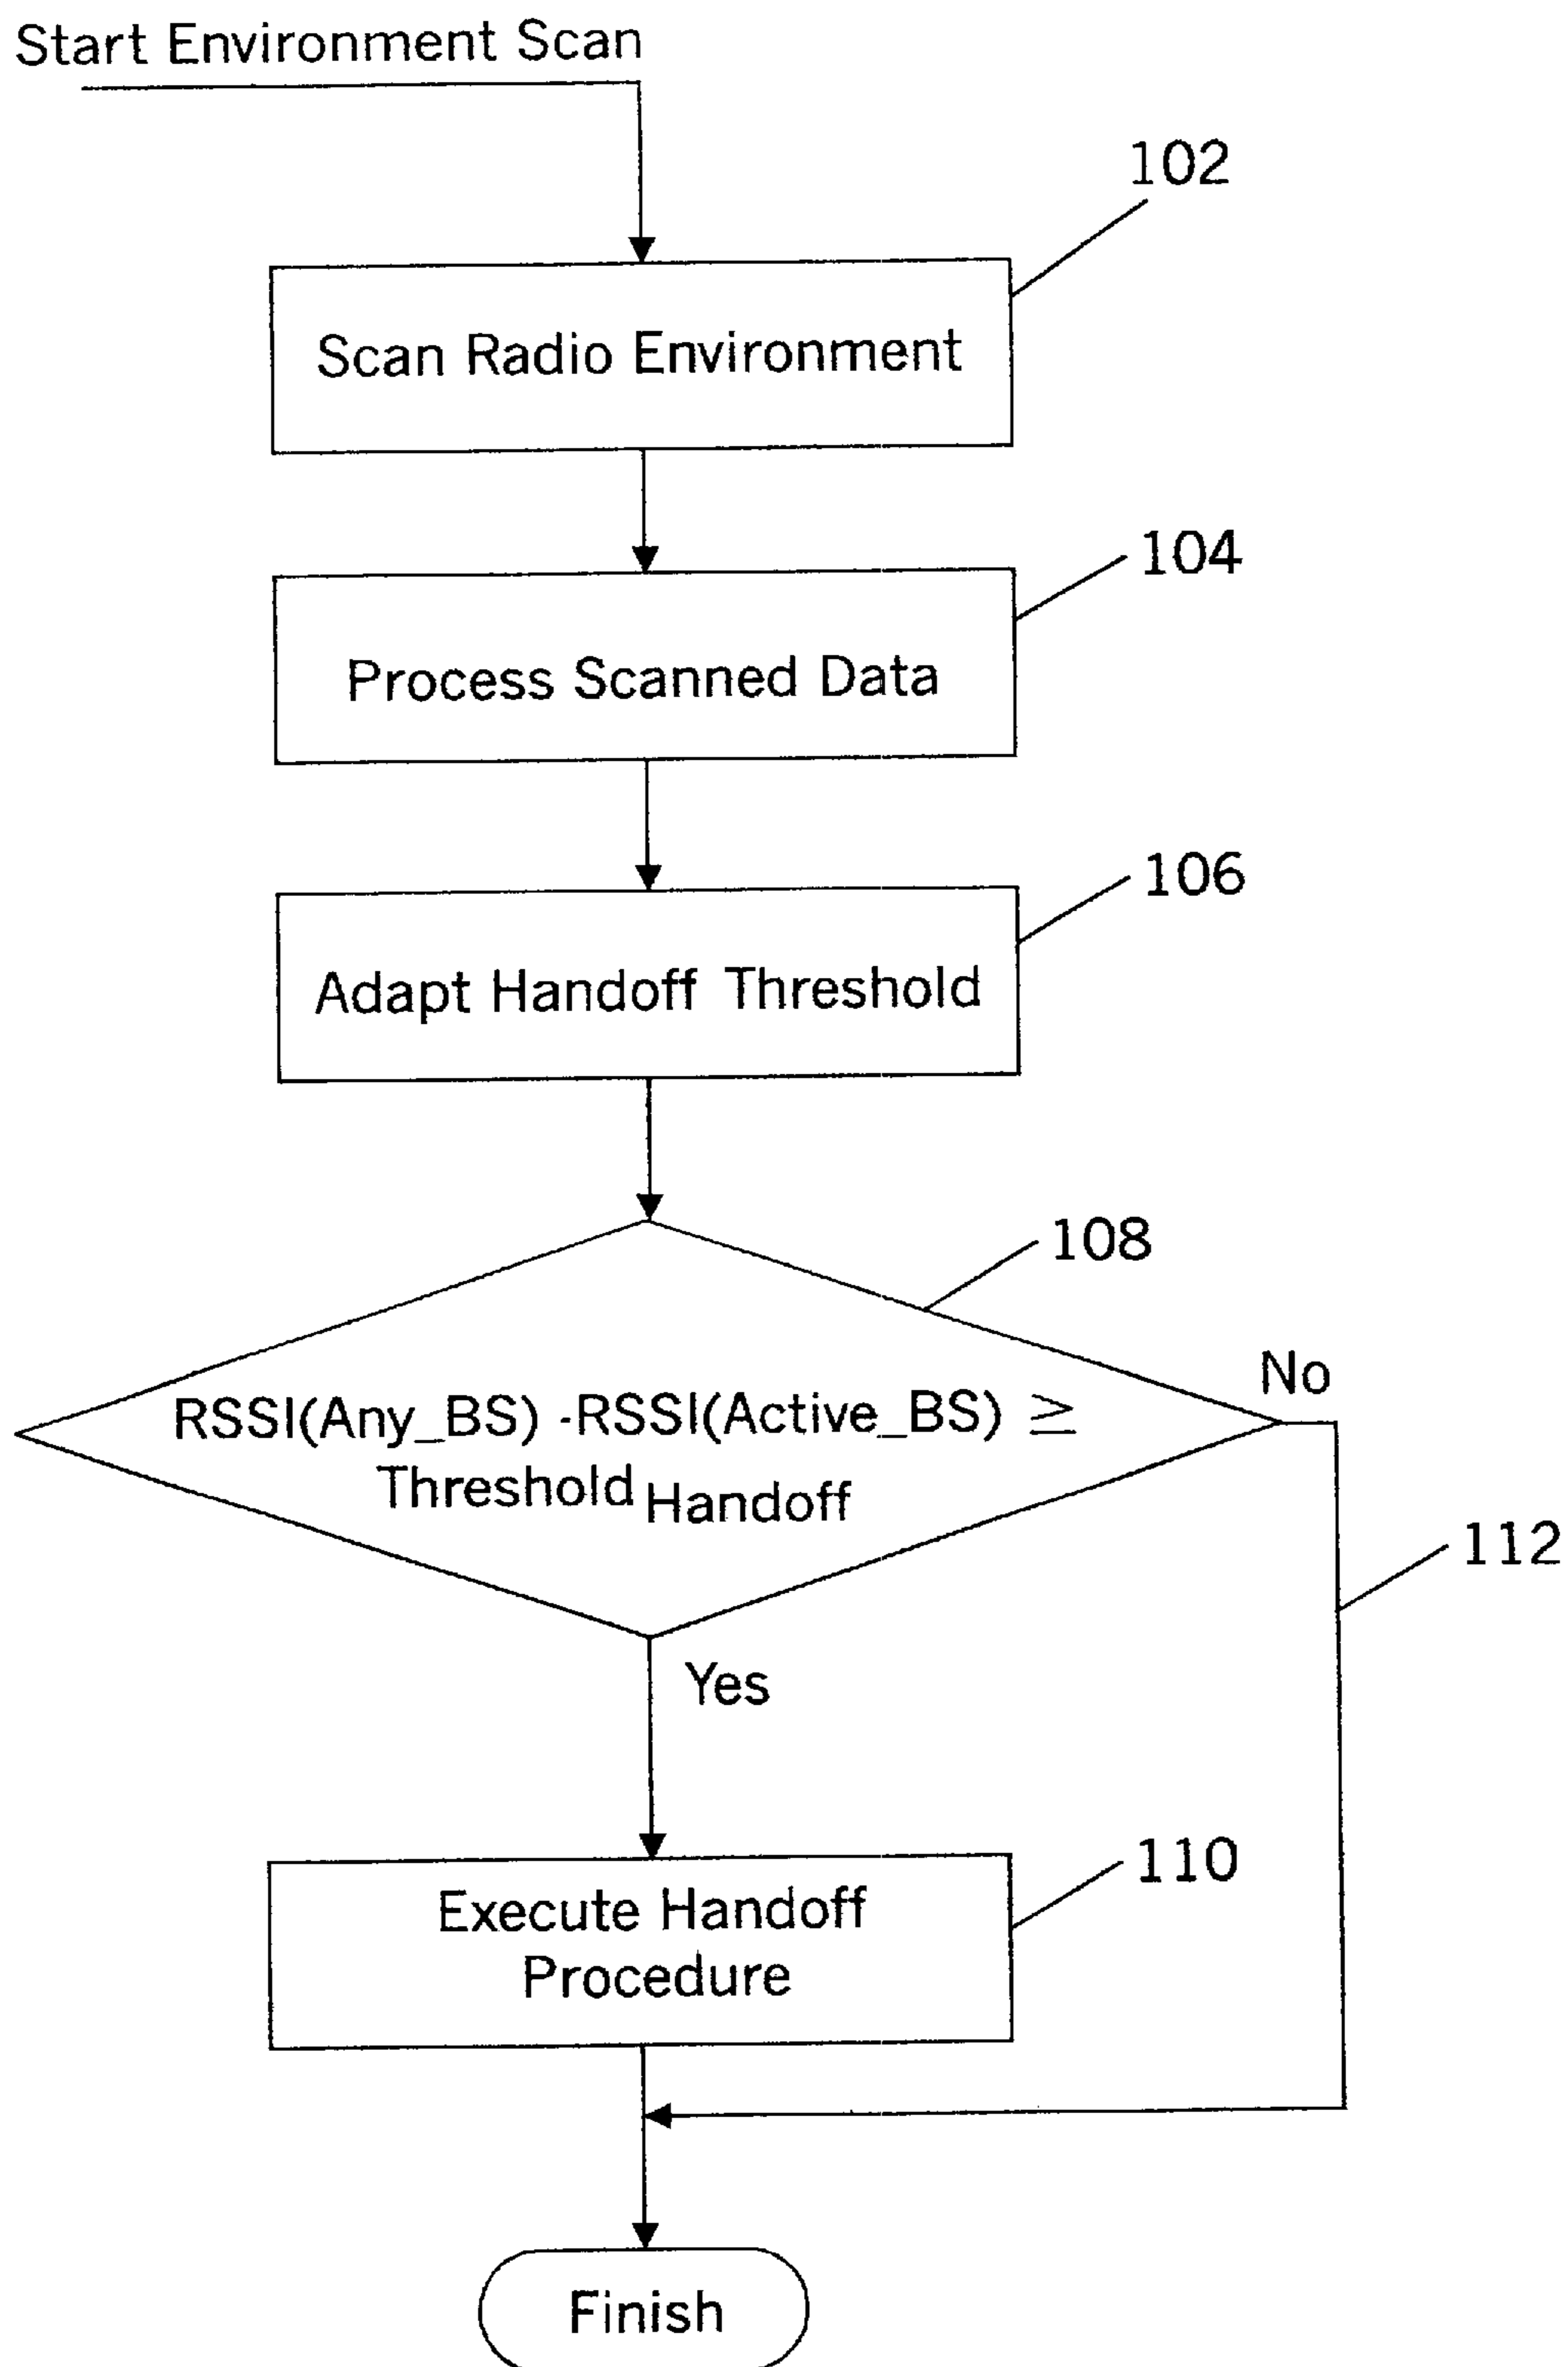 Start Environment Scan
102
Scan Radio Environment
104
Process Scanned Data
106
Adapt Handoff Threshold
108
No
RSSI(Any_BS) -RSSI(Active_BS) ≥
Threshold Handoff
112
Yes
110
Execute Handoff
Procedure
Finish